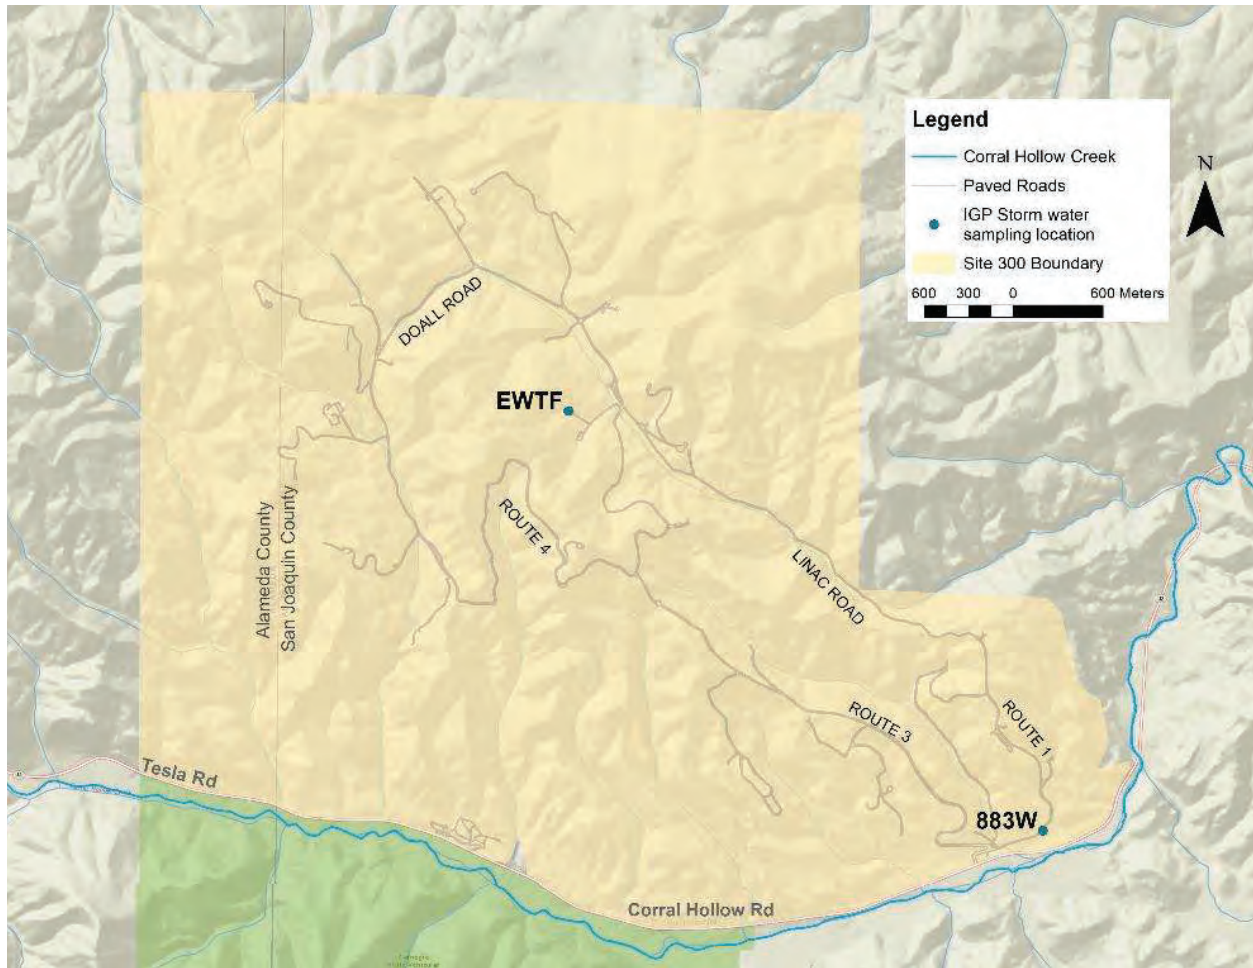 Legend
Corral Hollow Creek
Paved Roads
IGP Storm water
sampling location
Site 300 Boundary
600 300 0 600 Meters
N
DOALL ROAD
EWTF
ROUTE 4
Alameda County
San Joaquin County
LINAC ROAD
ROUTE 3
ROUTE 1
Tesla Rd
883W
Corral Hollow Rd